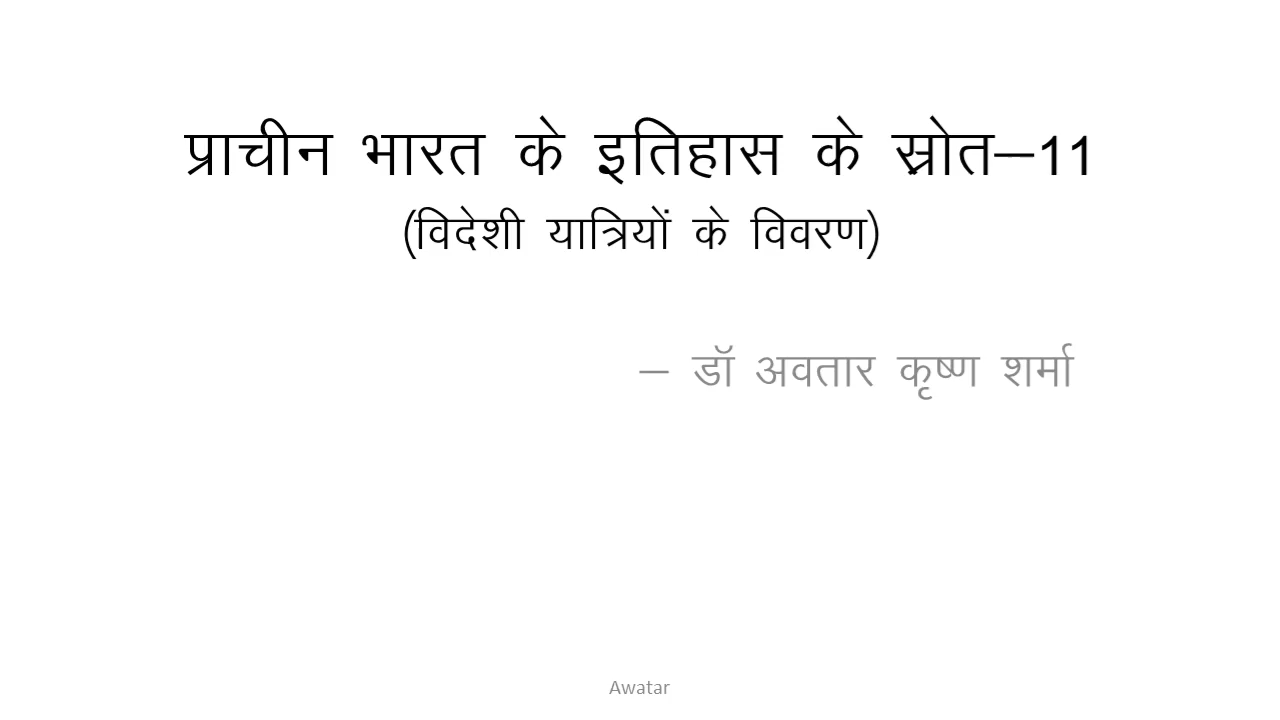 प्राचीन भारत के इतिहास के स्रोत–11
(विदेशी यात्रियों के विवरण)
– डॉ अवतार कृष्ण शर्मा
Awatar